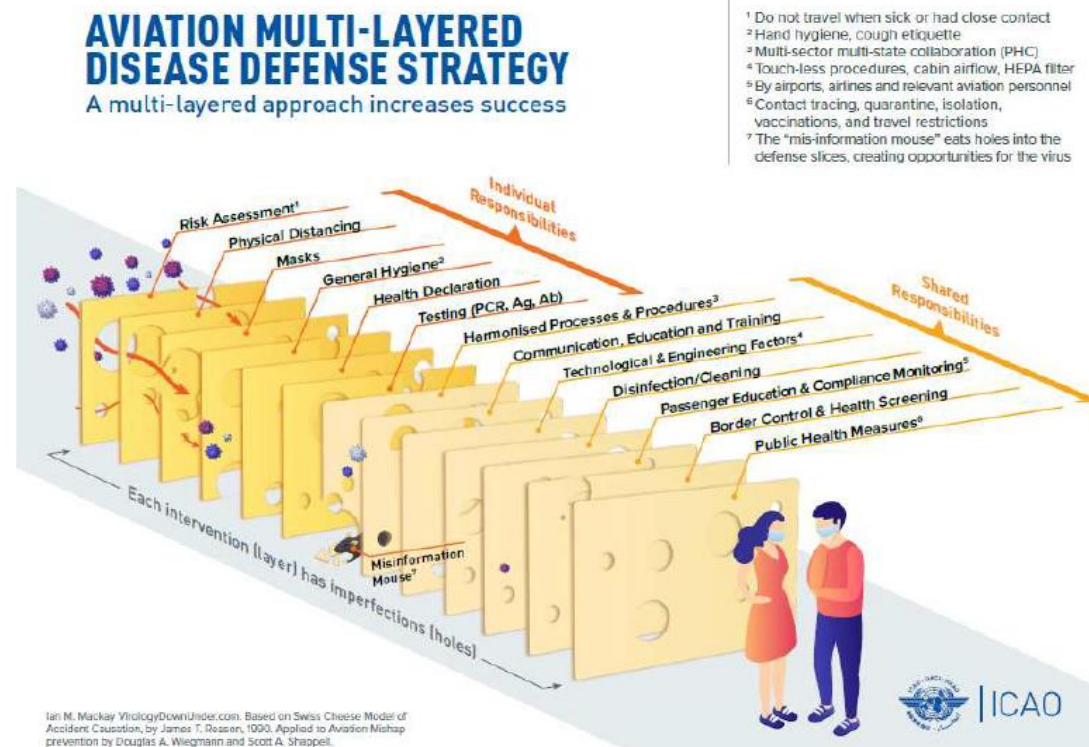 AVIATION MULTI-LAYERED
DISEASE DEFENSE STRATEGY
A multi-layered approach increases success
¹ Do not travel when sick or had close contact
² Hand hygiene, cough etiquette
³ Multi-sector multi-state collaboration (PHC)
⁴ Touch-less procedures, cabin airflow, HEPA filter
⁵ By airports, airlines and relevant aviation personnel
⁶ Contact tracing, quarantine, isolation,
vaccinations, and travel restrictions
⁷ The "mis-information mouse" eats holes into the
defense slices, creating opportunities for the virus
Individual
Responsibilities
Risk Assessment¹
Physical Distancing
Masks
General Hygiene²
Health Declaration
Testing (PCR, Ag, Ab)
Shared
Responsibilities
Harmonised Processes & Procedures³
Communication, Education and Training
Technological & Engineering Factors⁴
Disinfection/Cleaning
Passenger Education & Compliance Monitoring⁵
Border Control & Health Screening
Public Health Measures⁶
Misinformation
Mouse⁷
Each intervention (layer) has imperfections (holes)
Ian M. Mackay VirologyDownUnder.com. Based on Swiss Cheese Model of
Accident Causation, by James T. Reason, 1990. Applied to Aviation Mishap
prevention by Douglas A. Wiegmann and Scott A. Shappell.
ICAO